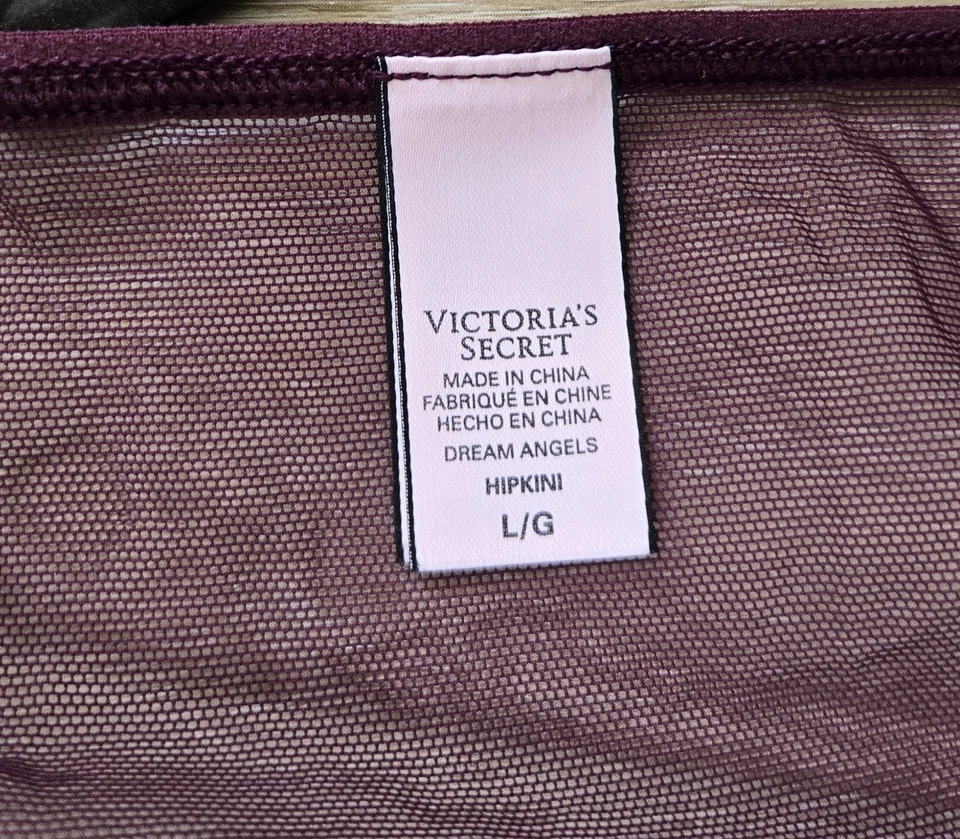 VICTORIA'S
SECRET
MADE IN CHINA
FABRIQUÉ EN CHINE
HECHO EN CHINA
DREAM ANGELS
HIPKINI
L/G